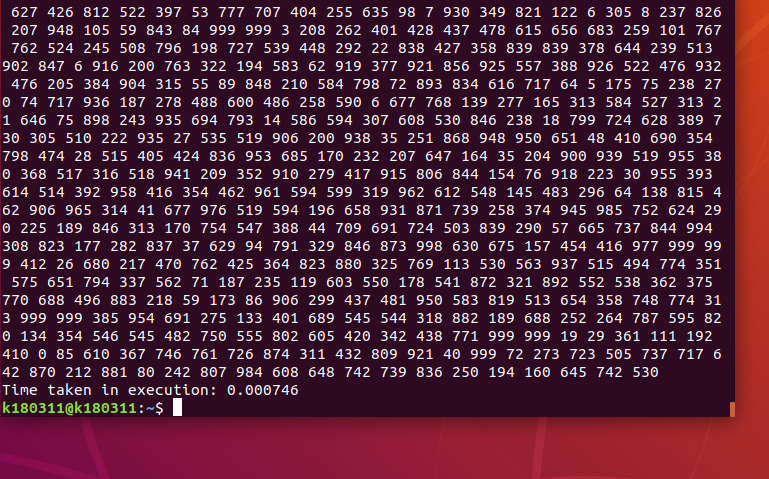 627 426 812 522 397 53 777 707 404 255 635 98 7 930 349 821 122 6 305 8 237 826
207 948 105 59 843 84 999 999 3 208 262 401 428 437 478 615 656 683 259 101 767
762 524 245 508 796 198 727 539 448 292 22 838 427 358 839 839 378 644 239 513
902 847 6 916 200 763 322 194 583 62 919 377 921 856 925 557 388 926 522 476 932
476 205 384 904 315 55 89 848 210 584 798 72 893 834 616 717 64 5 175 75 238 27
0 74 717 936 187 278 488 600 486 258 590 6 677 768 139 277 165 313 584 527 313 2
1 646 75 898 243 935 694 793 14 586 594 307 608 530 846 238 18 799 724 628 389 7
30 305 510 222 935 27 535 519 906 200 938 35 251 868 948 950 651 48 410 690 354
798 474 28 515 405 424 836 953 685 170 232 207 647 164 35 204 900 939 519 955 38
0 368 517 316 518 941 209 352 910 279 417 915 806 844 154 76 918 223 30 955 393
614 514 392 958 416 354 462 961 594 599 319 962 612 548 145 483 296 64 138 815 4
62 906 965 314 41 677 976 519 594 196 658 931 871 739 258 374 945 985 752 624 29
0 225 189 846 313 170 754 547 388 44 709 691 724 503 839 290 57 665 737 844 994
308 823 177 282 837 37 629 94 791 329 846 873 998 630 675 157 454 416 977 999 99
9 412 26 680 217 470 762 425 364 823 880 325 769 113 530 563 937 515 494 774 351
575 651 794 337 562 71 187 235 119 603 550 178 541 872 321 892 552 538 362 375
770 688 496 883 218 59 173 86 906 299 437 481 950 583 819 513 654 358 748 774 31
3 999 999 385 954 691 275 133 401 689 545 544 318 882 189 688 252 264 787 595 82
0 134 354 546 545 482 750 555 802 605 420 342 438 771 999 999 19 29 361 111 192
410 0 85 610 367 746 761 726 874 311 432 809 921 40 999 72 273 723 505 737 717 6
42 870 212 881 80 242 807 984 608 648 742 739 836 250 194 160 645 742 530
Time taken in execution: 0.000746
k180311@k180311:~$